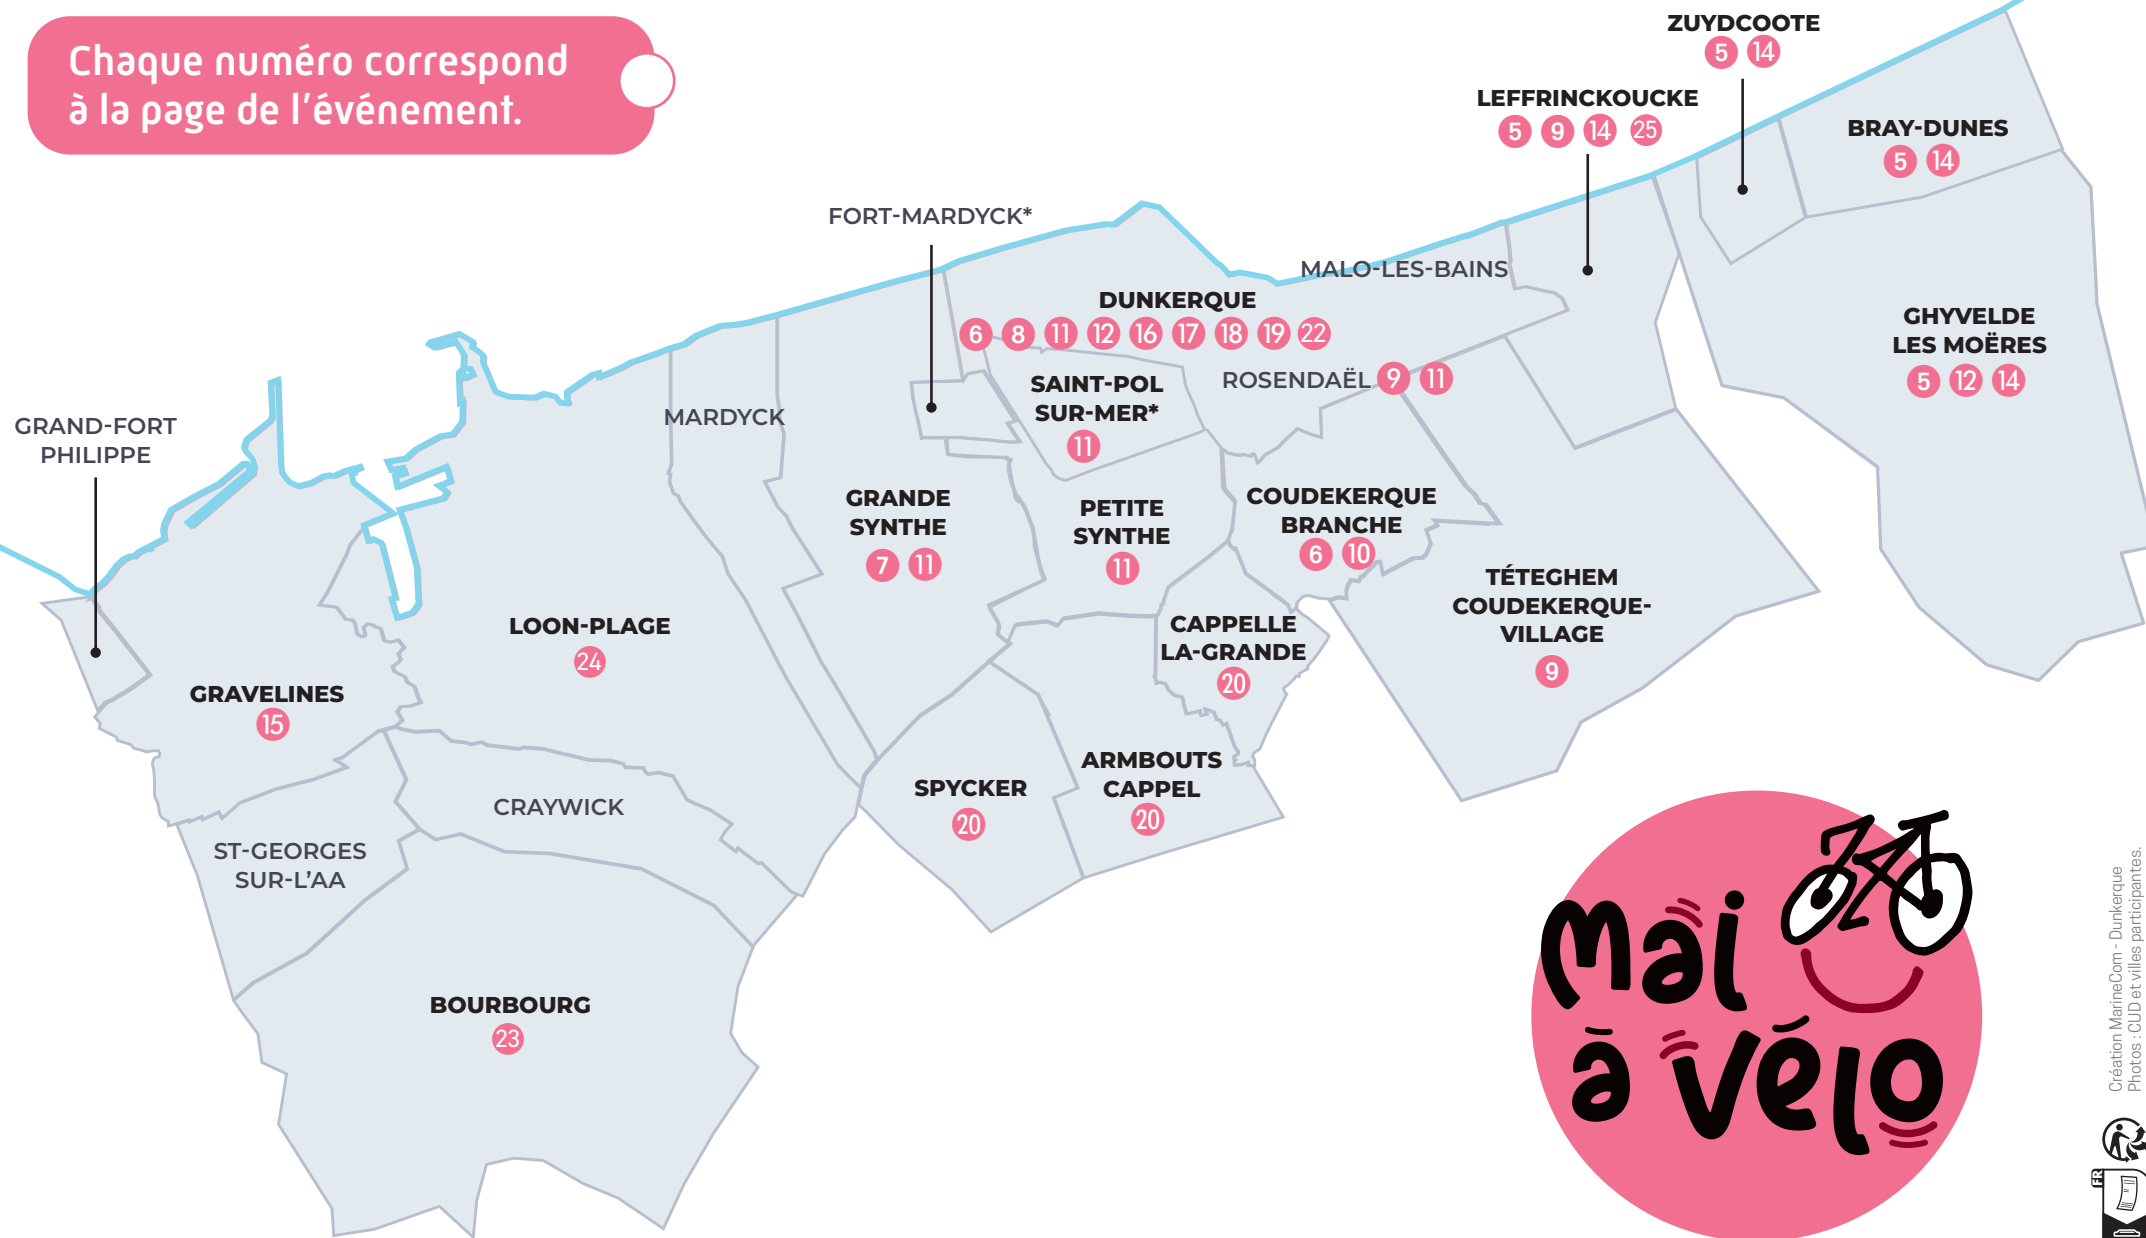 Chaque numéro correspond
à la page de l'événement.
ZUYDCOOTE
5 14
LEFFRINCKOUCKE
5 9 14 25
BRAY-DUNES
5 14
FORT-MARDYCK*
MALO-LES-BAINS
DUNKERQUE
6 8 11 12 16 17 18 19 22
GHYVELDE
LES MOËRES
5 12 14
SAINT-POL
SUR-MER*
11
ROSENDAËL 9 11
MARDYCK
GRAND-FORT
PHILIPPE
GRANDE
SYNTHE
7 11
PETITE
SYNTHE
11
COUDEKERQUE
BRANCHE
6 10
TÉTEGHEM
COUDEKERQUE-
VILLAGE
9
LOON-PLAGE
24
CAPPELLE
LA-GRANDE
20
GRAVELINES
15
SPYCKER
20
ARMBOUTS
CAPPEL
20
CRAYWICK
ST-GEORGES
SUR-L'AA
BOURBOURG
23
Mai
à vélo
Création MarineCom - Dunkerque
Photos : CUD et villes participantes.
FR